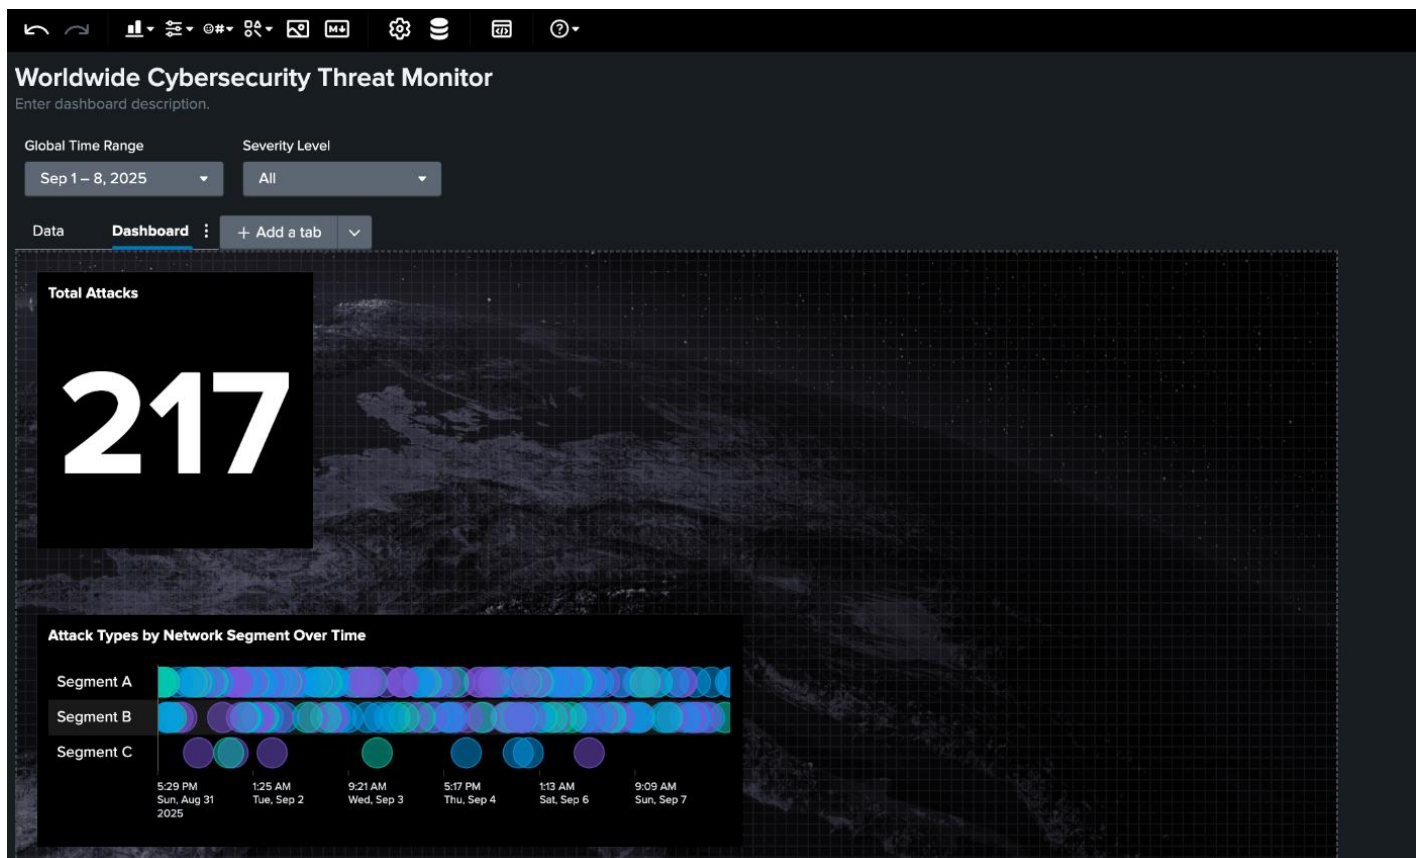 M↓
Worldwide Cybersecurity Threat Monitor
Enter dashboard description.
Global Time Range Severity Level
Sep 1 – 8, 2025 All
Data Dashboard + Add a tab
Total Attacks
217
Attack Types by Network Segment Over Time
Segment A
Segment B
Segment C
5:29 PM 1:25 AM 9:21 AM 5:17 PM 1:13 AM 9:09 AM
Sun, Aug 31 Tue, Sep 2 Wed, Sep 3 Thu, Sep 4 Sat, Sep 6 Sun, Sep 7
2025